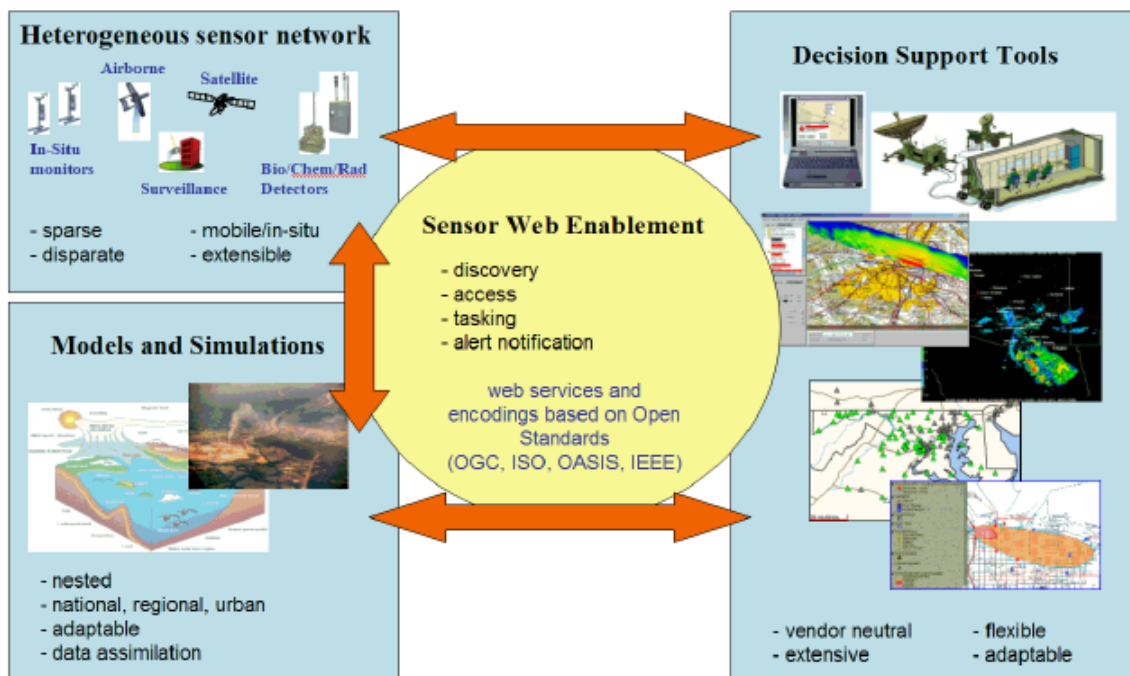 Heterogeneous sensor network
Airborne
Satellite
In-Situ
monitors
Surveillance
Bio/Chem/Rad
Detectors
- sparse
- disparate
- mobile/in-situ
- extensible
Models and Simulations
- nested
- national, regional, urban
- adaptable
- data assimilation
Sensor Web Enablement
- discovery
- access
- tasking
- alert notification
web services and
encodings based on Open
Standards
(OGC, ISO, OASIS, IEEE)
Decision Support Tools
- vendor neutral
- extensive
- flexible
- adaptable